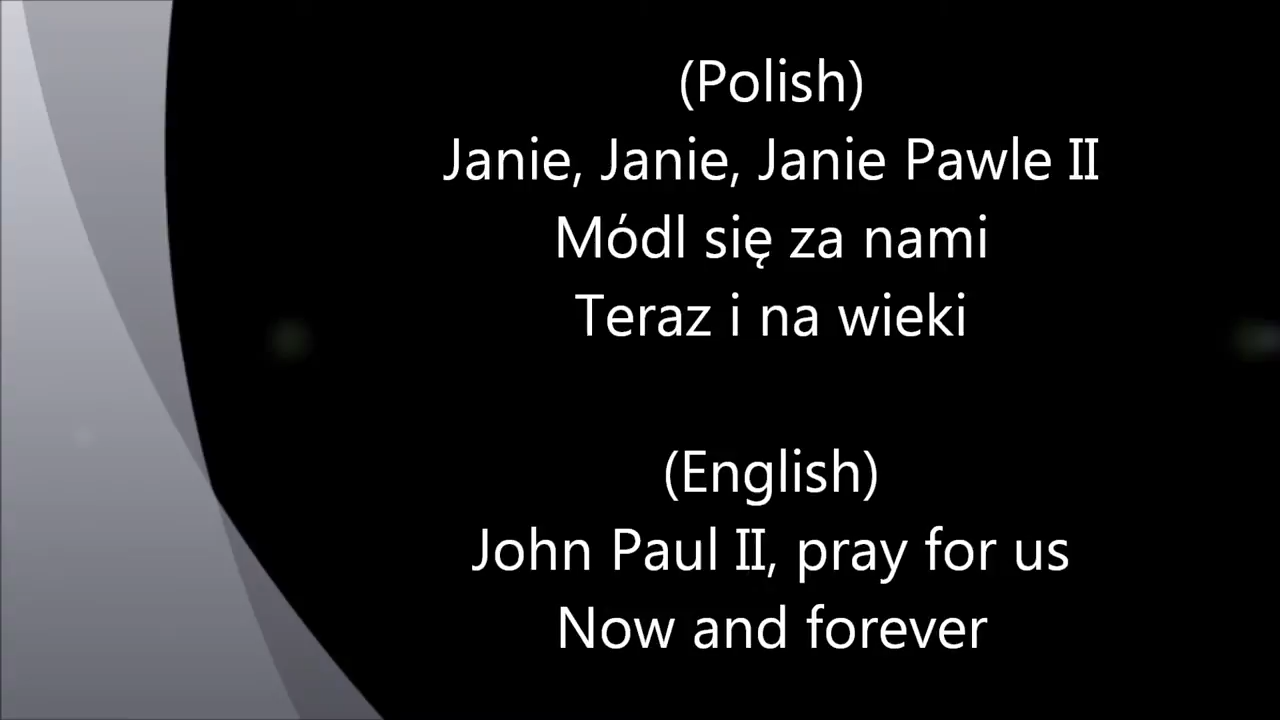 (Polish)
Janie, Janie, Janie Pawle II
Módl się za nami
Teraz i na wieki
(English)
John Paul II, pray for us
Now and forever